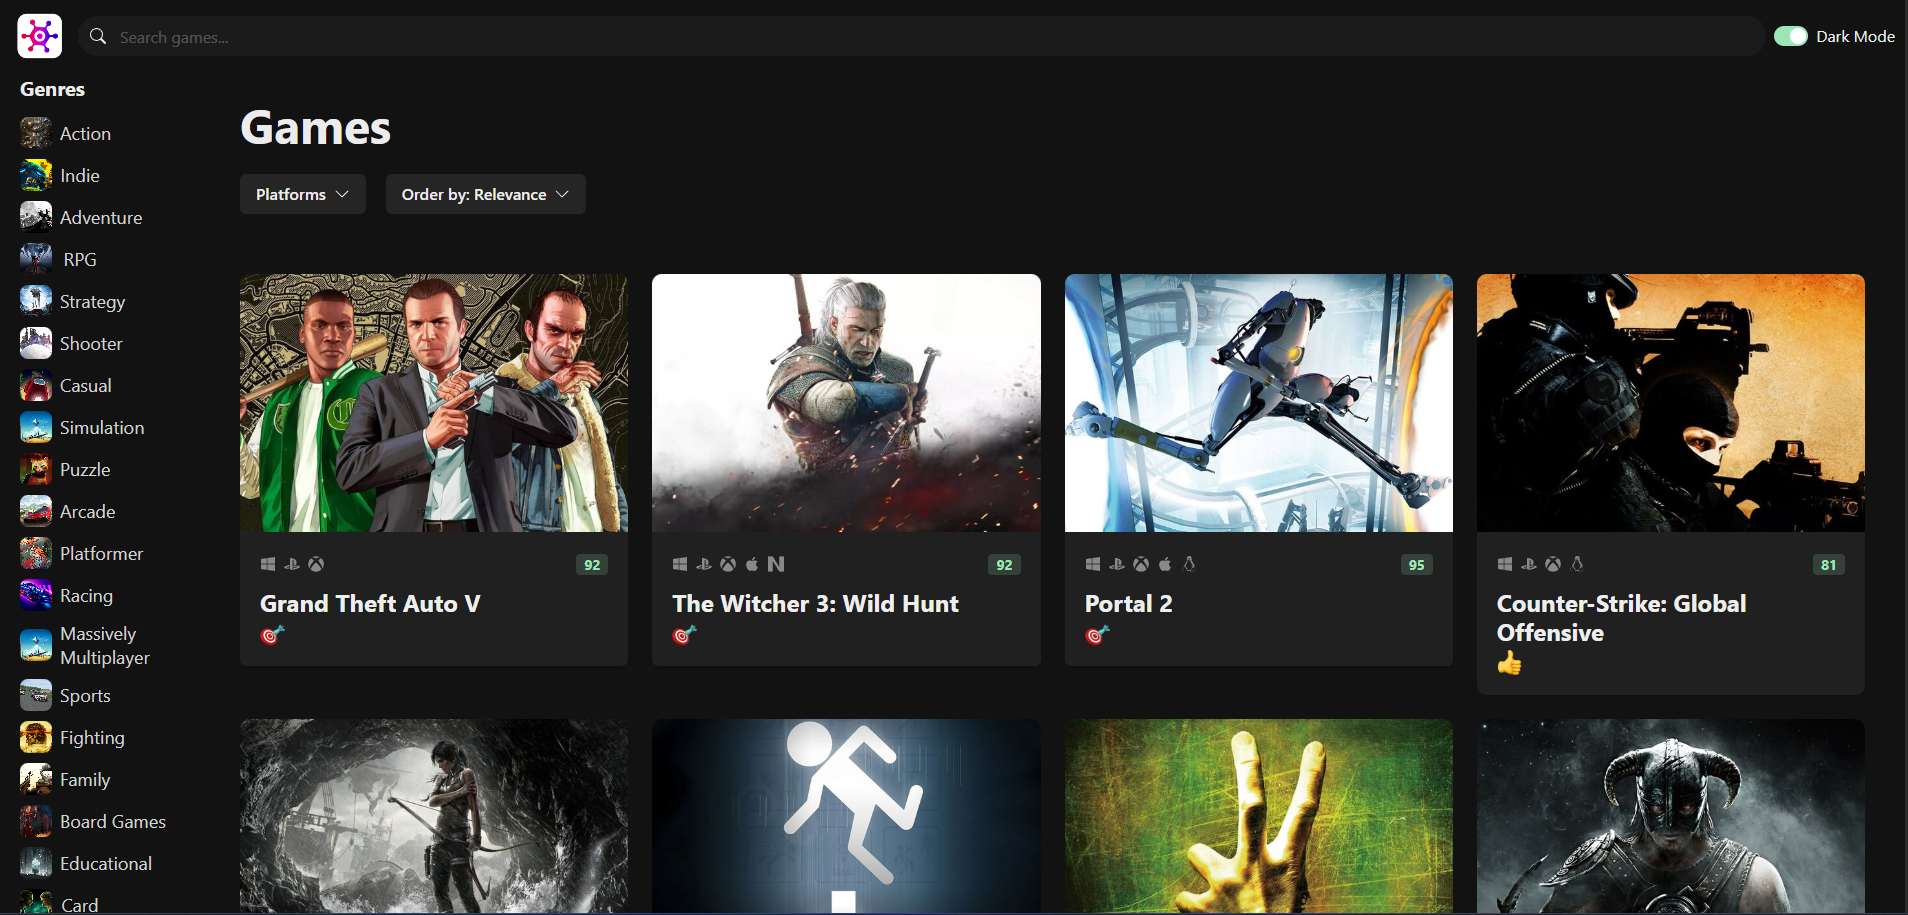 Search games...
Dark Mode
Genres
Action
Indie
Adventure
RPG
Strategy
Shooter
Casual
Simulation
Puzzle
Arcade
Platformer
Racing
Massively
Multiplayer
Sports
Fighting
Family
Board Games
Educational
Card
Games
Platforms
Order by: Relevance
92
Grand Theft Auto V
92
The Witcher 3: Wild Hunt
95
Portal 2
81
Counter-Strike: Global
Offensive